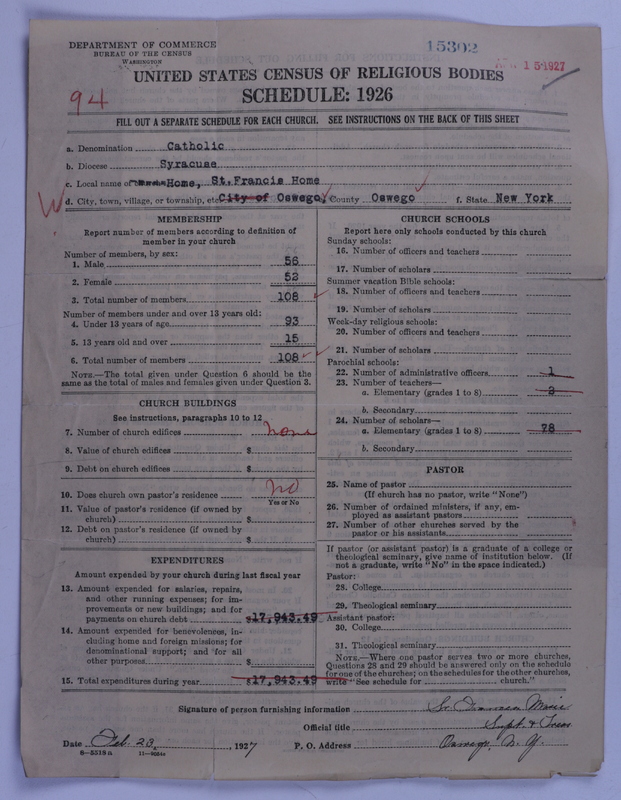 DEPARTMENT OF COMMERCE
BUREAU OF THE CENSUS
WASHINGTON
15302
15 1927
94
UNITED STATES CENSUS OF RELIGIOUS BODIES
SCHEDULE: 1926
FILL OUT A SEPARATE SCHEDULE FOR EACH CHURCH. SEE INSTRUCTIONS ON THE BACK OF THIS SHEET
a. Denomination Catholic
b. Diocese Syracuse
c. Local name of Church Home, St. Francis Home
d. City, town, village, or township, etc. City of Oswego, County Oswego f. State New York
MEMBERSHIP
Report number of members according to definition of
member in your church
Number of members, by sex:
1. Male 56
2. Female 52
3. Total number of members 108
Number of members under and over 13 years old:
4. Under 13 years of age 93
5. 13 years old and over 15
6. Total number of members 108
NOTE.—The total given under Question 6 should be
same as the total of males and females given under Question 3.
CHURCH BUILDINGS
See instructions, paragraphs 10 to 12
7. Number of church edifices none
8. Value of church edifices $
9. Debt on church edifices $
10. Does church own pastor's residence no
Yes or No
11. Value of pastor's residence (if owned by
church) $
12. Debt on pastor's residence (if owned by
church) $
EXPENDITURES
Amount expended by your church during last fiscal year
13. Amount expended for salaries, repairs,
and other running expenses; for im-
provements or new buildings; and for
payments on church debt $17,943.49
14. Amount expended for benevolences, in-
cluding home and foreign missions; for
denominational support; and for all
other purposes $
15. Total expenditures during year $17,943.49
CHURCH SCHOOLS
Report here only schools conducted by this church
Sunday schools:
16. Number of officers and teachers
17. Number of scholars
Summer vacation Bible schools:
18. Number of officers and teachers
19. Number of scholars
Week-day religious schools:
20. Number of officers and teachers
21. Number of scholars
Parochial schools:
22. Number of administrative officers 1
23. Number of teachers—
a. Elementary (grades 1 to 8)
b. Secondary
24. Number of scholars—
a. Elementary (grades 1 to 8) 78
b. Secondary
PASTOR
25. Name of pastor
(If church has no pastor, write "None")
26. Number of ordained ministers, if any, em-
ployed as assistant pastors
27. Number of other churches served by the
pastor or his assistants
If pastor (or assistant pastor) is a graduate of a college or
theological seminary, give name of institution below. (If
not a graduate, write "No" in the space indicated.)
Pastor:
28. College
29. Theological seminary
Assistant pastor:
30. College
31. Theological seminary
NOTE.—Where one pastor serves two or more churches,
Questions 28 and 29 should be answered only on the schedule
for one of the churches; on the schedules for the other churches,
write "See schedule for church."
Signature of person furnishing information Sr. Francesca Marie
Official title Supt & Treas
Date Feb. 23, 1927 P. O. Address Oswego, N. Y.
8—5318a 11—9034a